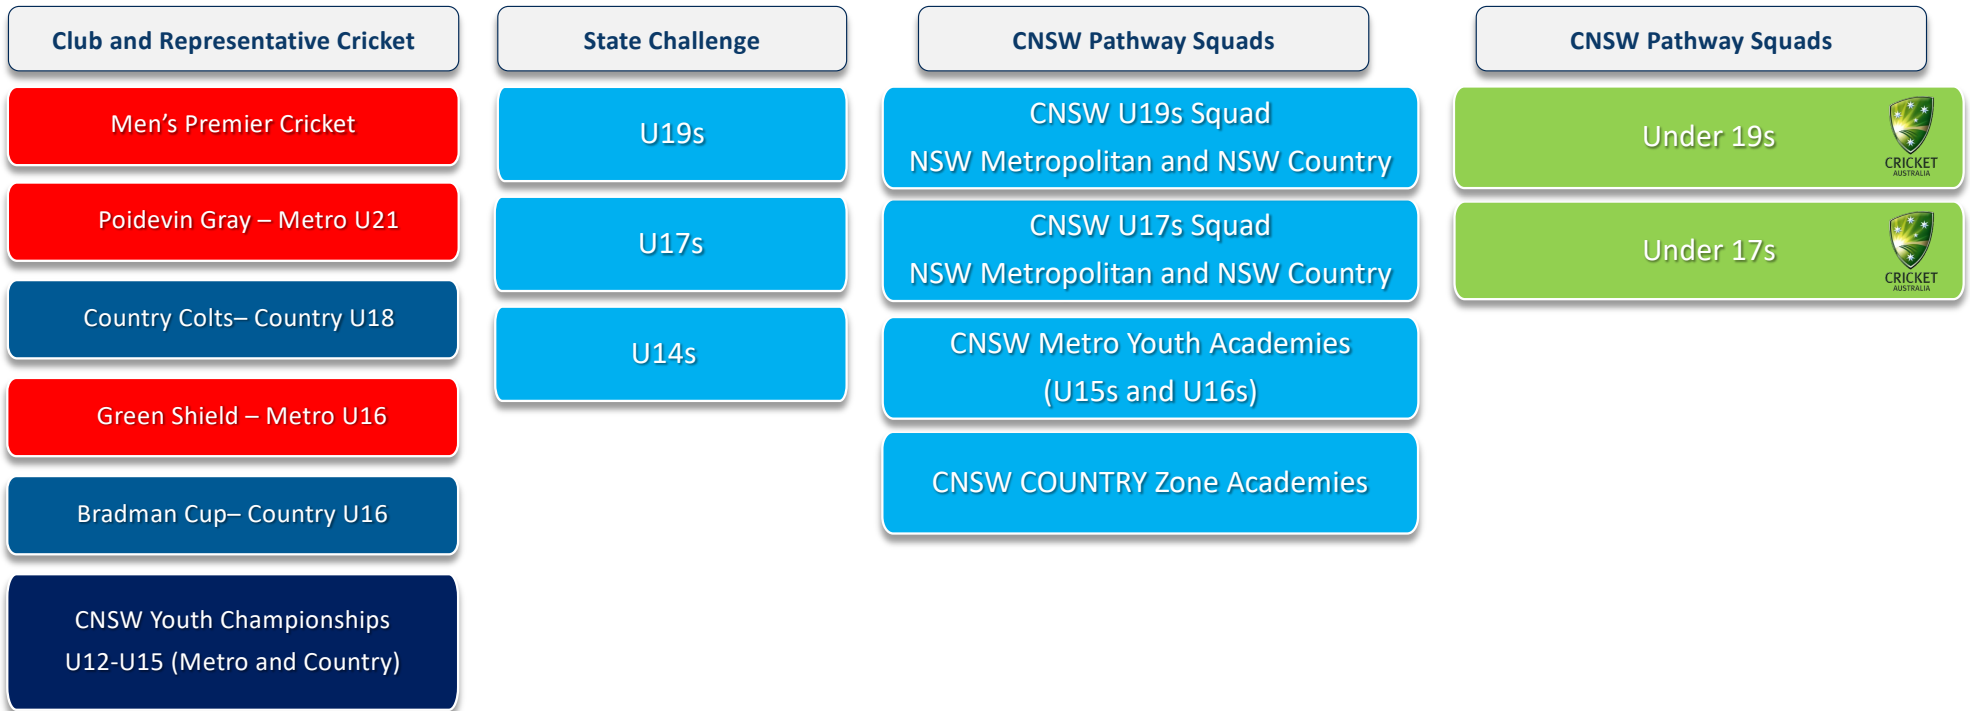 Club and Representative Cricket
Men’s Premier Cricket
Poidevin Gray – Metro U21
Country Colts– Country U18
Green Shield – Metro U16
Bradman Cup– Country U16
CNSW Youth Championships
U12-U15 (Metro and Country)
State Challenge
U19s
U17s
U14s
CNSW Pathway Squads
CNSW U19s Squad
NSW Metropolitan and NSW Country
CNSW U17s Squad
NSW Metropolitan and NSW Country
CNSW Metro Youth Academies
(U15s and U16s)
CNSW COUNTRY Zone Academies
CNSW Pathway Squads
Under 19s
CRICKET
AUSTRALIA
Under 17s
CRICKET
AUSTRALIA